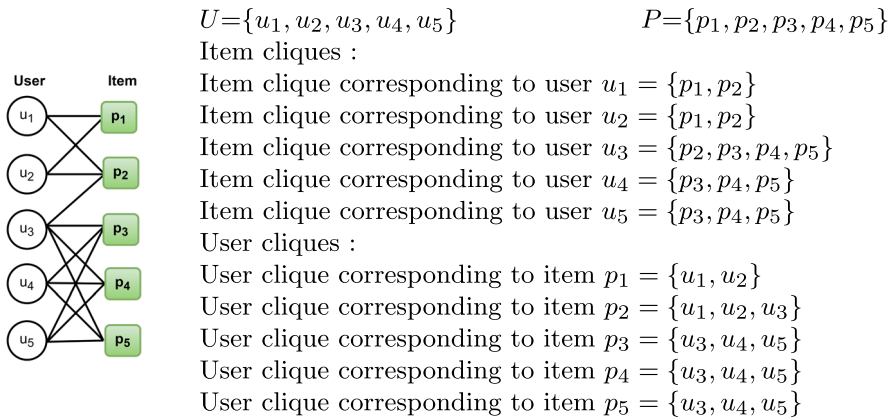 U={u₁, u₂, u₃, u₄, u₅} P={p₁, p₂, p₃, p₄, p₅}
Item cliques :
Item clique corresponding to user u₁ = {p₁, p₂}
Item clique corresponding to user u₂ = {p₁, p₂}
Item clique corresponding to user u₃ = {p₂, p₃, p₄, p₅}
Item clique corresponding to user u₄ = {p₃, p₄, p₅}
Item clique corresponding to user u₅ = {p₃, p₄, p₅}
User cliques :
User clique corresponding to item p₁ = {u₁, u₂}
User clique corresponding to item p₂ = {u₁, u₂, u₃}
User clique corresponding to item p₃ = {u₃, u₄, u₅}
User clique corresponding to item p₄ = {u₃, u₄, u₅}
User clique corresponding to item p₅ = {u₃, u₄, u₅}
User Item
u₁ p₁
u₂ p₂
u₃ p₃
u₄ p₄
u₅ p₅